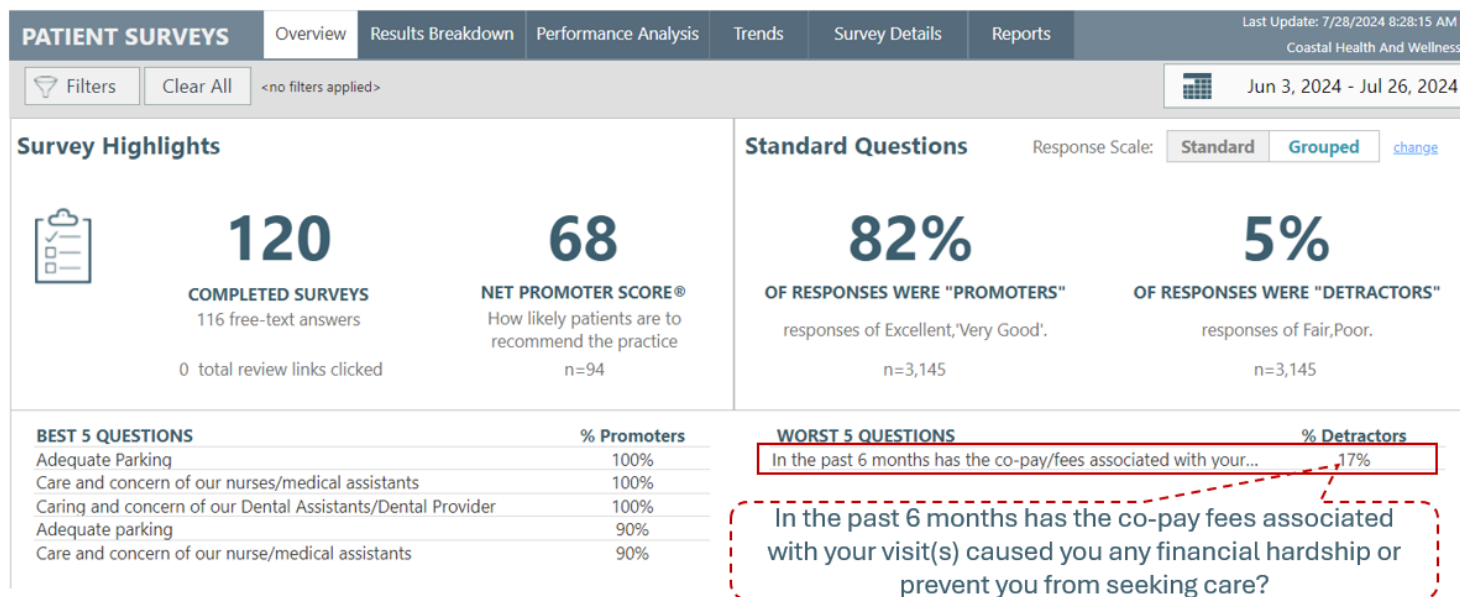 PATIENT SURVEYS
Overview
Results Breakdown
Performance Analysis
Trends
Survey Details
Reports
Last Update: 7/28/2024 8:28:15 AM
Coastal Health And Wellness
Filters
Clear All
<no filters applied>
Jun 3, 2024 - Jul 26, 2024
Survey Highlights
120
COMPLETED SURVEYS
116 free-text answers
0 total review links clicked
68
NET PROMOTER SCORE®
How likely patients are to
recommend the practice
n=94
Standard Questions
Response Scale:
Standard
Grouped
change
82%
OF RESPONSES WERE "PROMOTERS"
responses of Excellent,'Very Good'.
n=3,145
5%
OF RESPONSES WERE "DETRACTORS"
responses of Fair,Poor.
n=3,145
BEST 5 QUESTIONS % Promoters
Adequate Parking 100%
Care and concern of our nurses/medical assistants 100%
Caring and concern of our Dental Assistants/Dental Provider 100%
Adequate parking 90%
Care and concern of our nurse/medical assistants 90%
WORST 5 QUESTIONS % Detractors
In the past 6 months has the co-pay/fees associated with your... 17%
In the past 6 months has the co-pay fees associated
with your visit(s) caused you any financial hardship or
prevent you from seeking care?